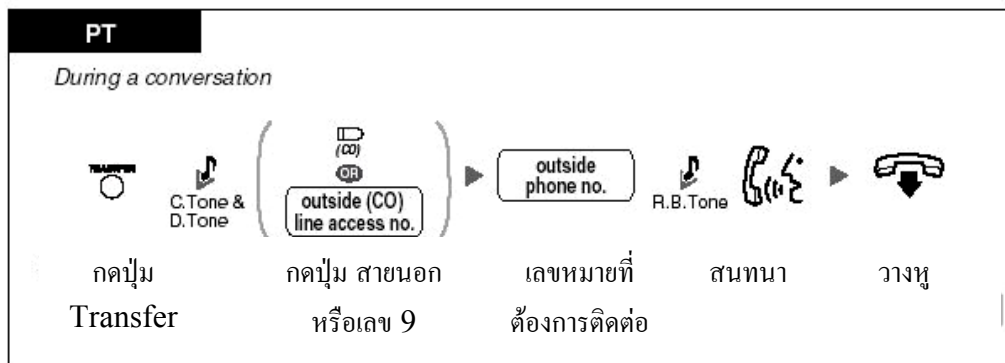 PT
During a conversation
TRANSFER
C.Tone &
D.Tone
(CO)
OR
outside (CO)
line access no.
outside
phone no.
R.B.Tone
กดปุ่ม
Transfer
กดปุ่ม สายนอก
หรือเลข 9
เลขหมายที่
ต้องการติดต่อ
สนทนา
วางหู